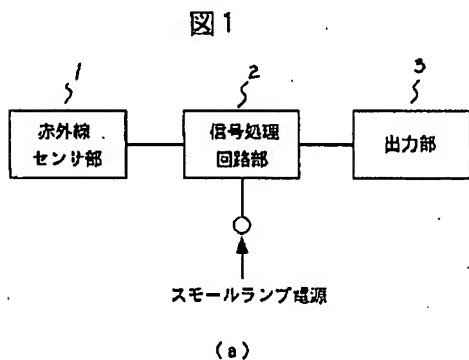 図1
1
2
3
赤外線
センサ部
信号処理
回路部
出力部
スモールランプ電源
(a)